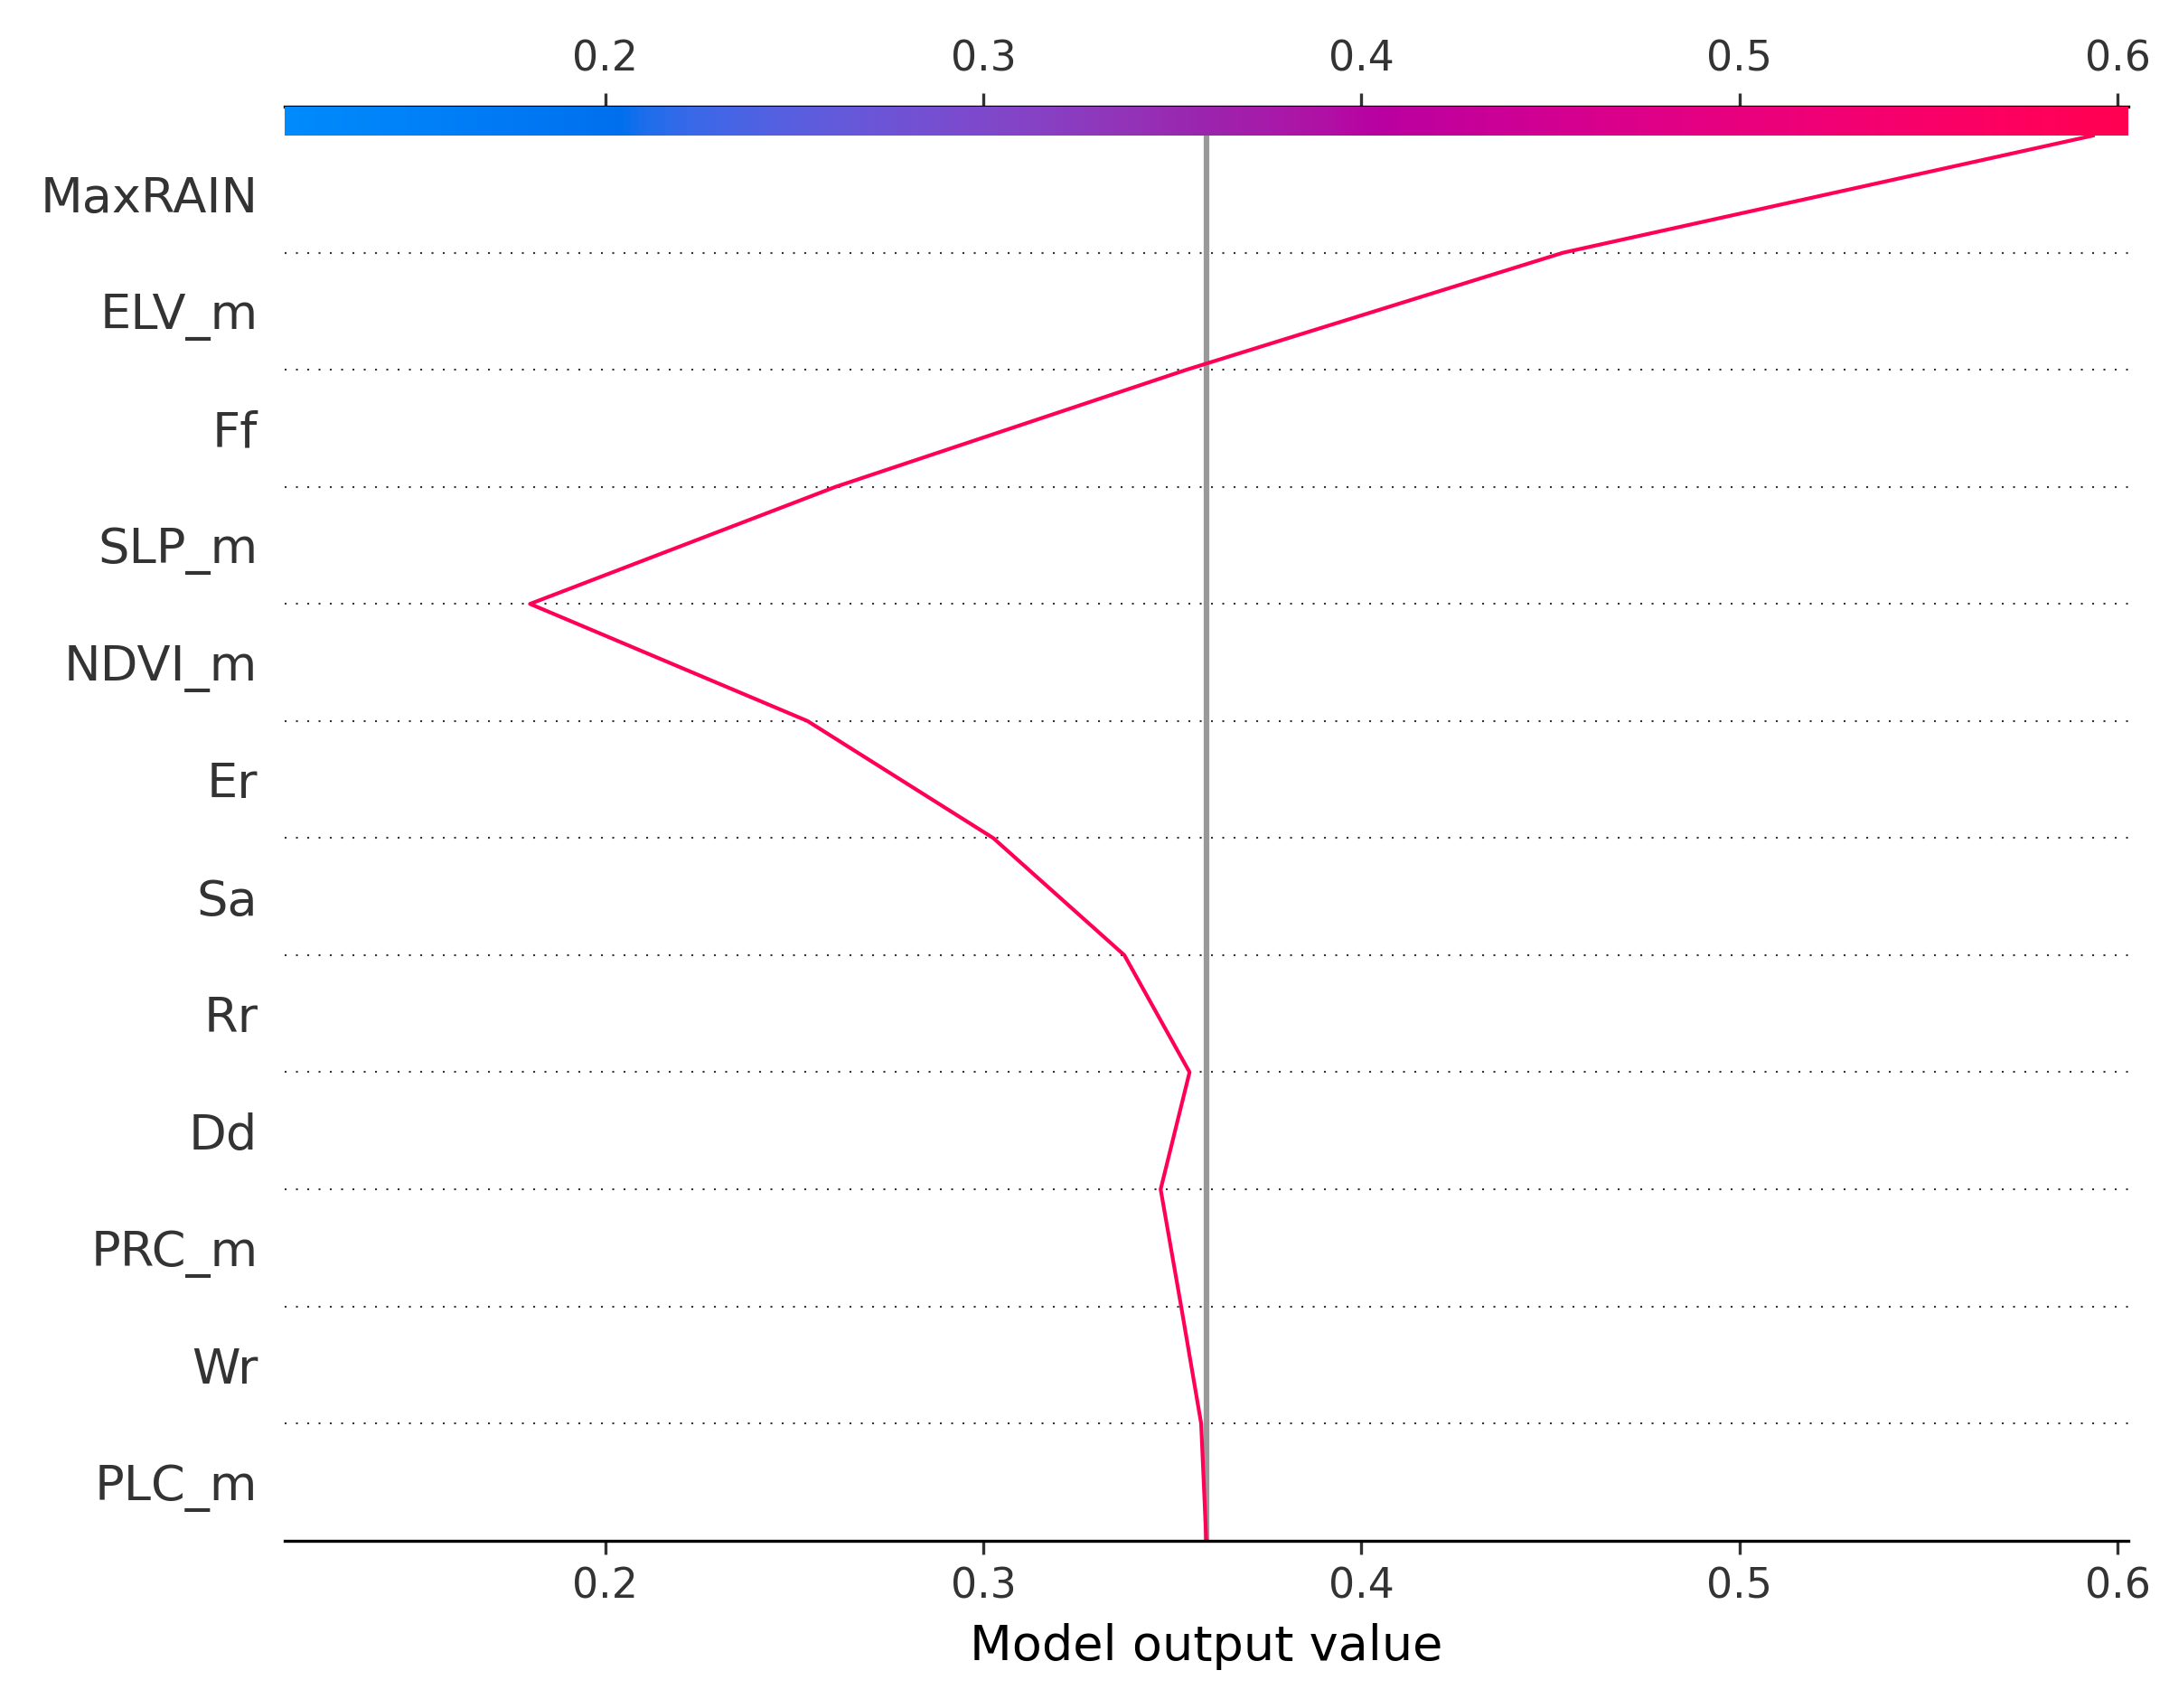 0.2 0.3 0.4 0.5 0.6
MaxRAIN
ELV_m
Ff
SLP_m
NDVI_m
Er
Sa
Rr
Dd
PRC_m
Wr
PLC_m
0.2 0.3 0.4 0.5 0.6
Model output value